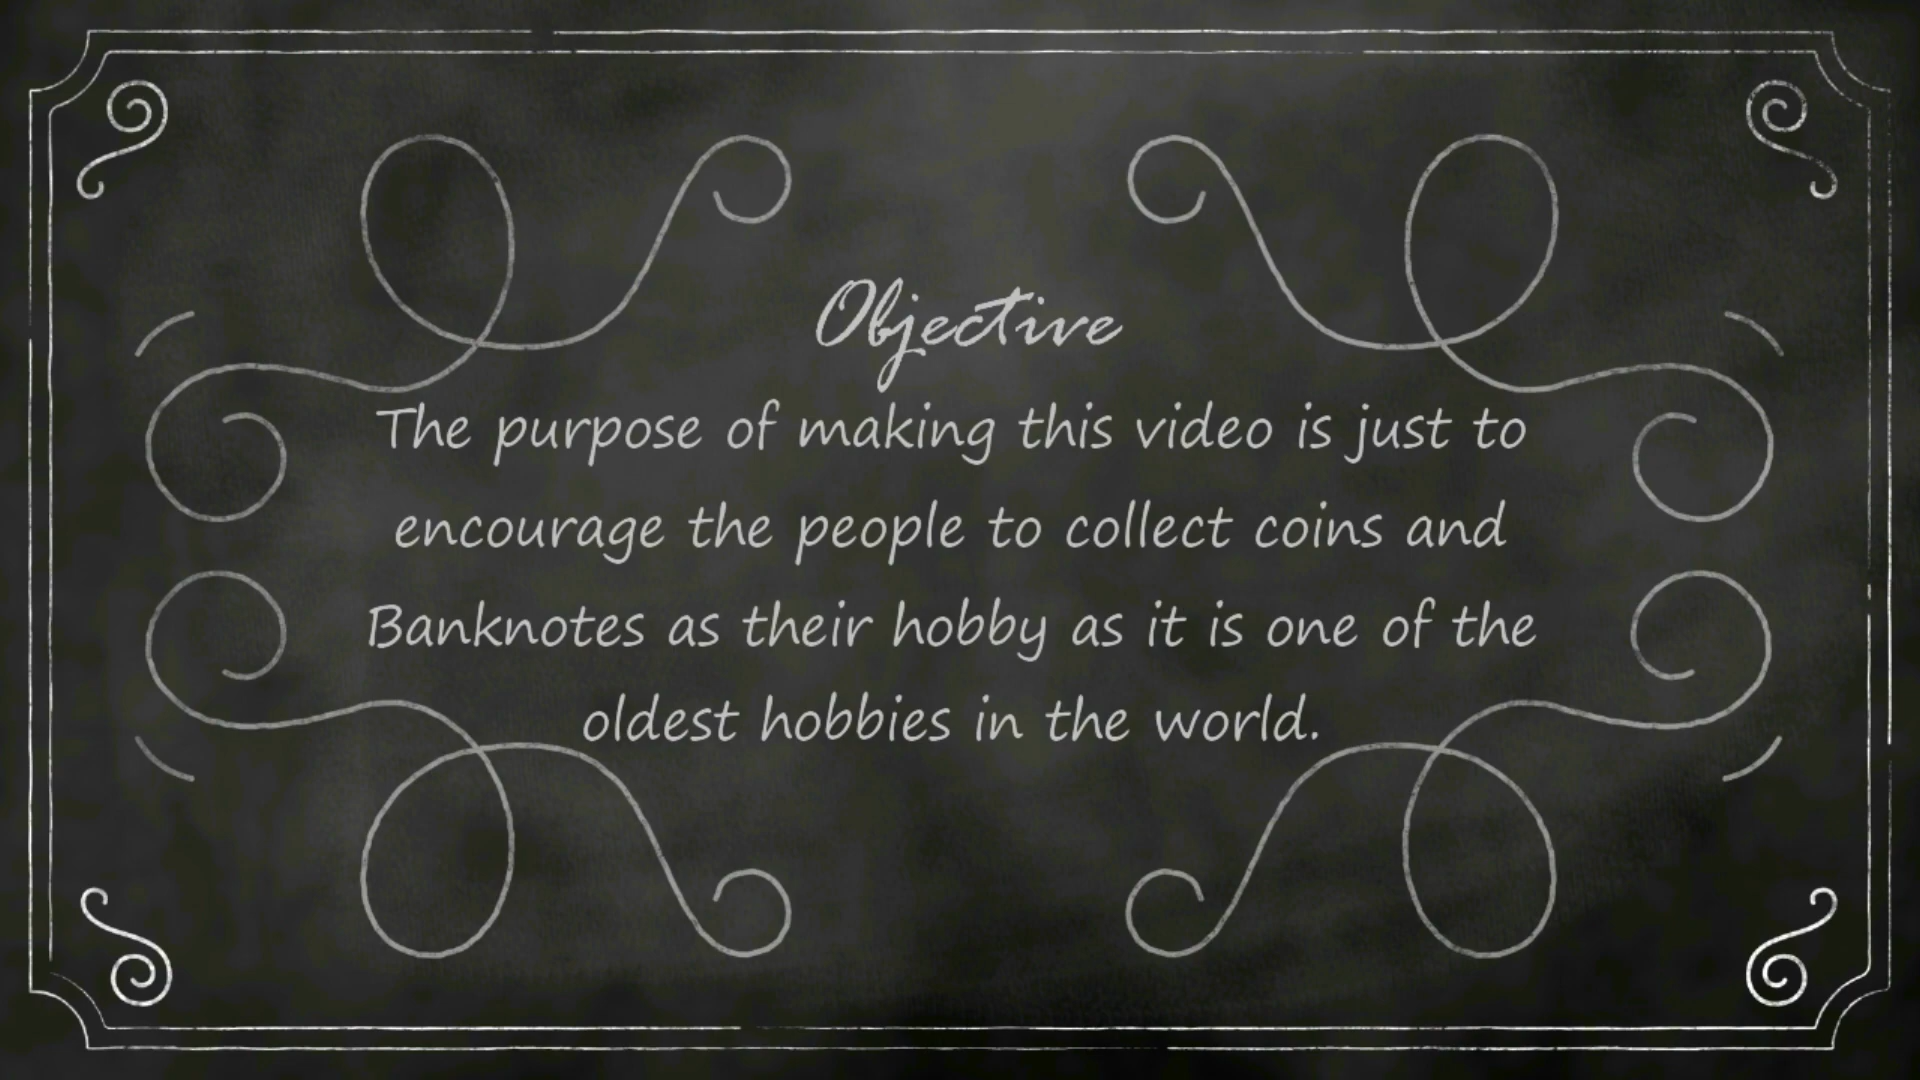 Objective
The purpose of making this video is just to
encourage the people to collect coins and
Banknotes as their hobby as it is one of the
oldest hobbies in the world.